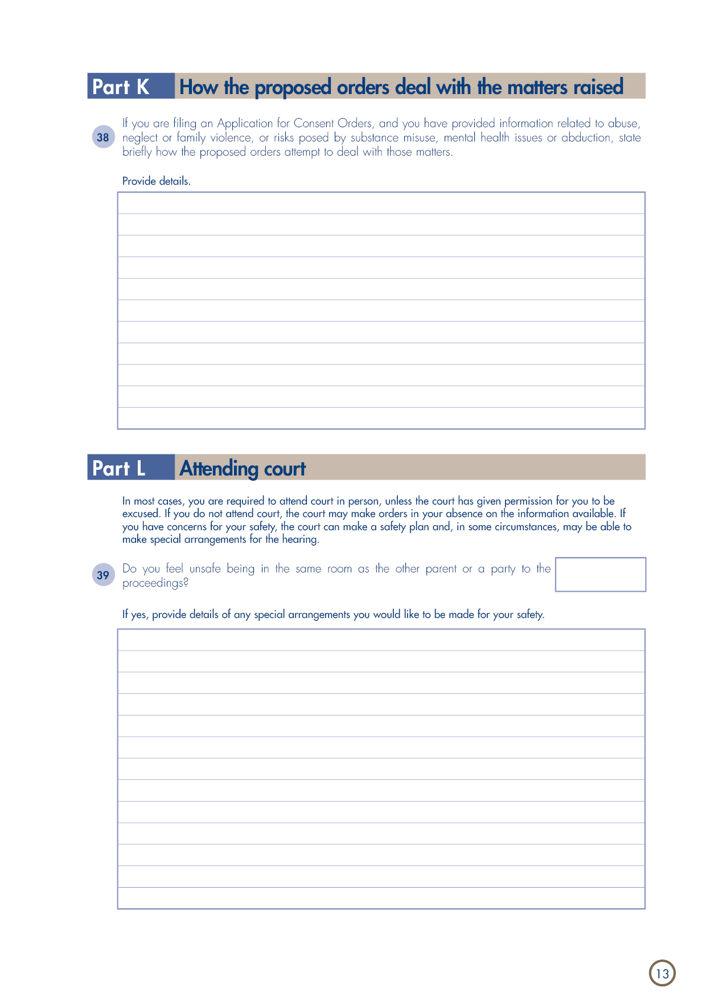 Part K How the proposed orders deal with the matters raised
38 If you are filing an Application for Consent Orders, and you have provided information related to abuse,
neglect or family violence, or risks posed by substance misuse, mental health issues or abduction, state
briefly how the proposed orders attempt to deal with those matters.
Provide details.
Part L Attending court
In most cases, you are required to attend court in person, unless the court has given permission for you to be
excused. If you do not attend court, the court may make orders in your absence on the information available. If
you have concerns for your safety, the court can make a safety plan and, in some circumstances, may be able to
make special arrangements for the hearing.
39 Do you feel unsafe being in the same room as the other parent or a party to the
proceedings?
If yes, provide details of any special arrangements you would like to be made for your safety.
13